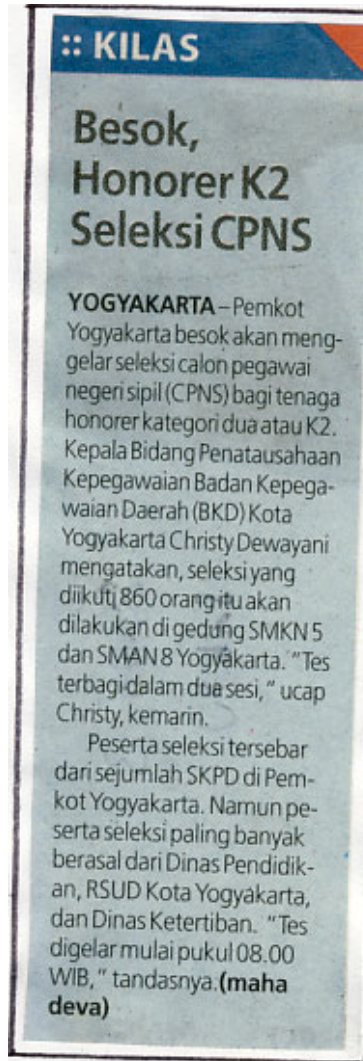 :: KILAS
Besok,
Honorer K2
Seleksi CPNS
YOGYAKARTA – Pemkot
Yogyakarta besok akan meng-
gelar seleksi calon pegawai
negeri sipil (CPNS) bagi tenaga
honorer kategori dua atau K2.
Kepala Bidang Penatausahaan
Kepegawaian Badan Kepega-
waian Daerah (BKD) Kota
Yogyakarta Christy Dewayani
mengatakan, seleksi yang
diikuti 860 orang itu akan
dilakukan di gedung SMKN 5
dan SMAN 8 Yogyakarta. "Tes
terbagi dalam dua sesi," ucap
Christy, kemarin.
Peserta seleksi tersebar
dari sejumlah SKPD di Pem-
kot Yogyakarta. Namun pe-
serta seleksi paling banyak
berasal dari Dinas Pendidik-
an, RSUD Kota Yogyakarta,
dan Dinas Ketertiban. "Tes
digelar mulai pukul 08.00
WIB," tandasnya.(maha
deva)